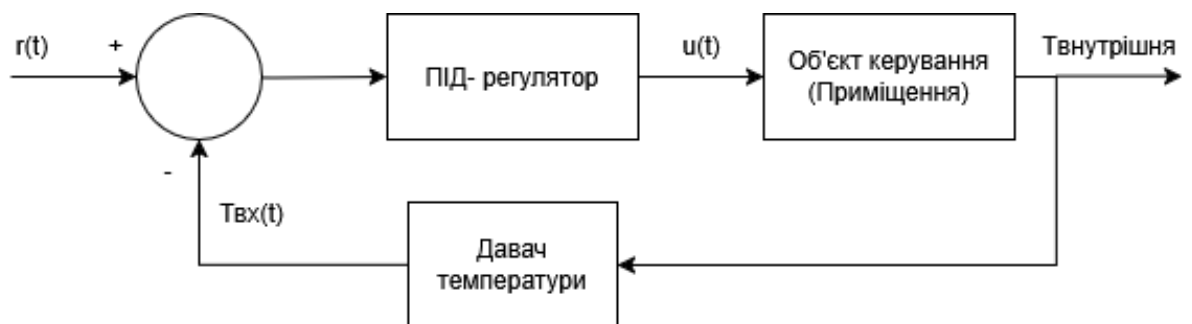 r(t)
+
ПІД- регулятор
u(t)
Об'єкт керування
(Приміщення)
Твнутрішня
-
Твх(t)
Давач
температури